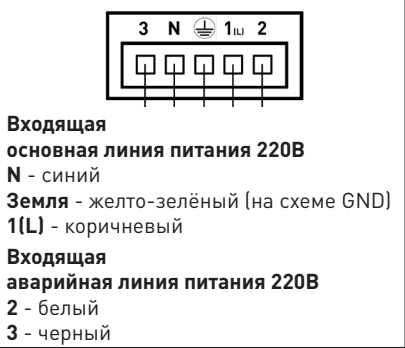 3 N 1(L) 2
Входящая
основная линия питания 220В
N - синий
Земля - желто-зелёный (на схеме GND)
1(L) - коричневый
Входящая
аварийная линия питания 220В
2 - белый
3 - черный